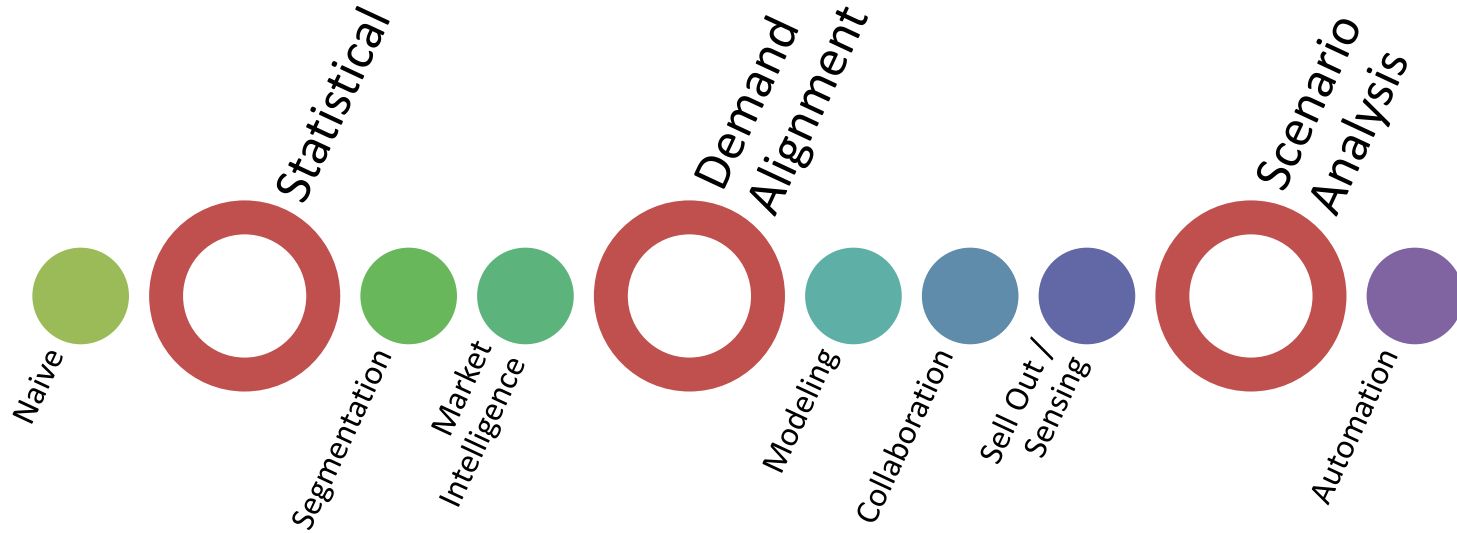 Naive
Statistical
Segmentation
Market
Intelligence
Demand
Alignment
Modeling
Collaboration
Sell Out /
Sensing
Scenario
Analysis
Automation